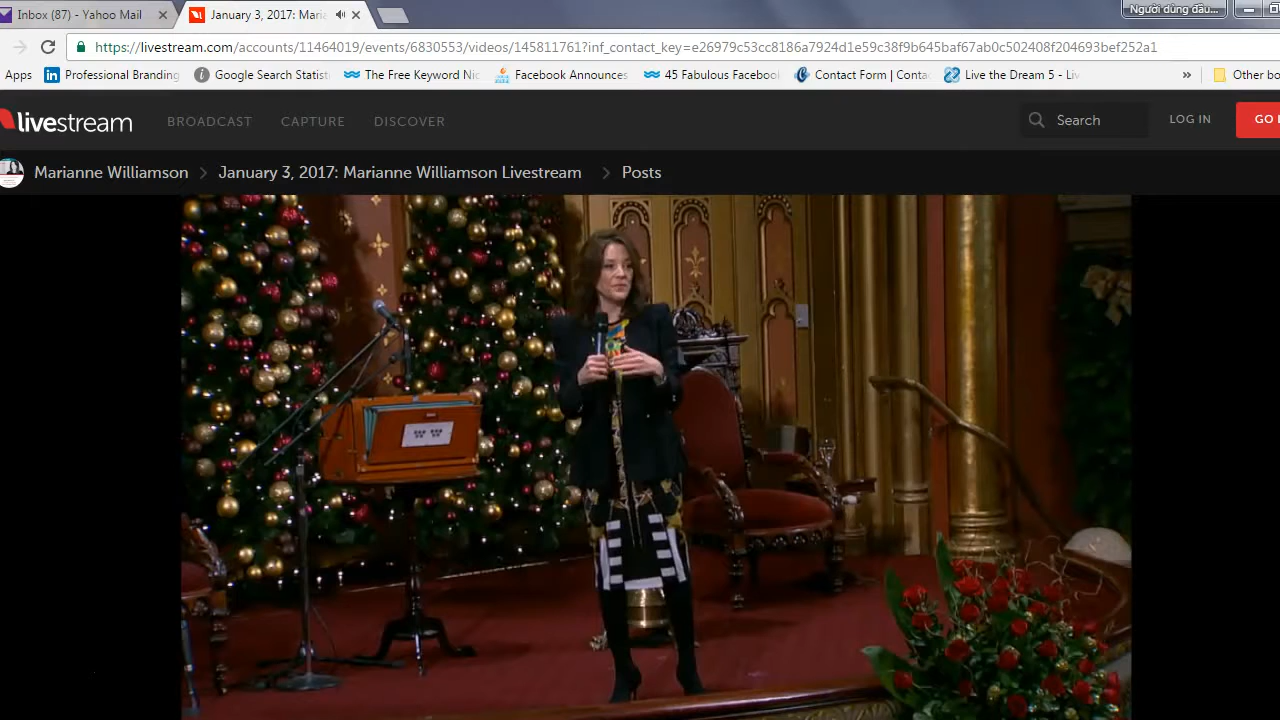 Inbox (87) - Yahoo Mail
January 3, 2017: Maria
Người dùng đầu...
https://livestream.com/accounts/11464019/events/6830553/videos/145811761?inf_contact_key=e26979c53cc8186a7924d1e59c38f9b645baf67ab0c502408f204693bef252a1
Apps Professional Branding Google Search Statist The Free Keyword Nic Facebook Announces 45 Fabulous Facebook Contact Form | Conta Live the Dream 5 - Liv » Other bo
livestream BROADCAST CAPTURE DISCOVER Search LOG IN GO
Marianne Williamson > January 3, 2017: Marianne Williamson Livestream > Posts